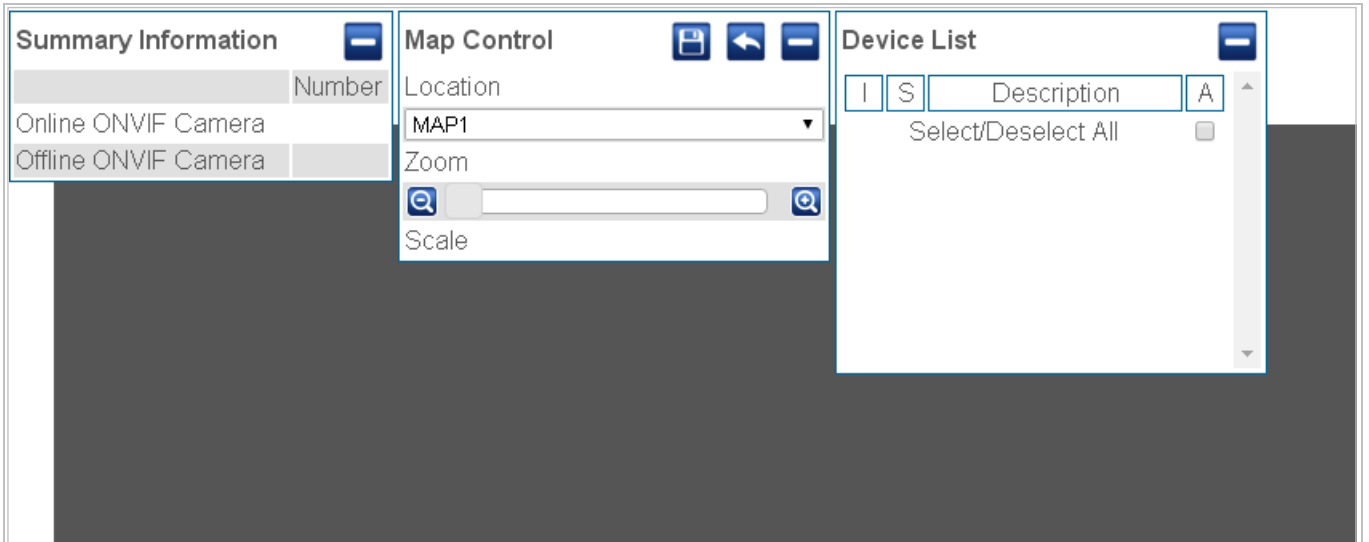 Summary Information
Number
Online ONVIF Camera
Offline ONVIF Camera
Map Control
Location
MAP1
Zoom
Scale
Device List
I S Description A
Select/Deselect All